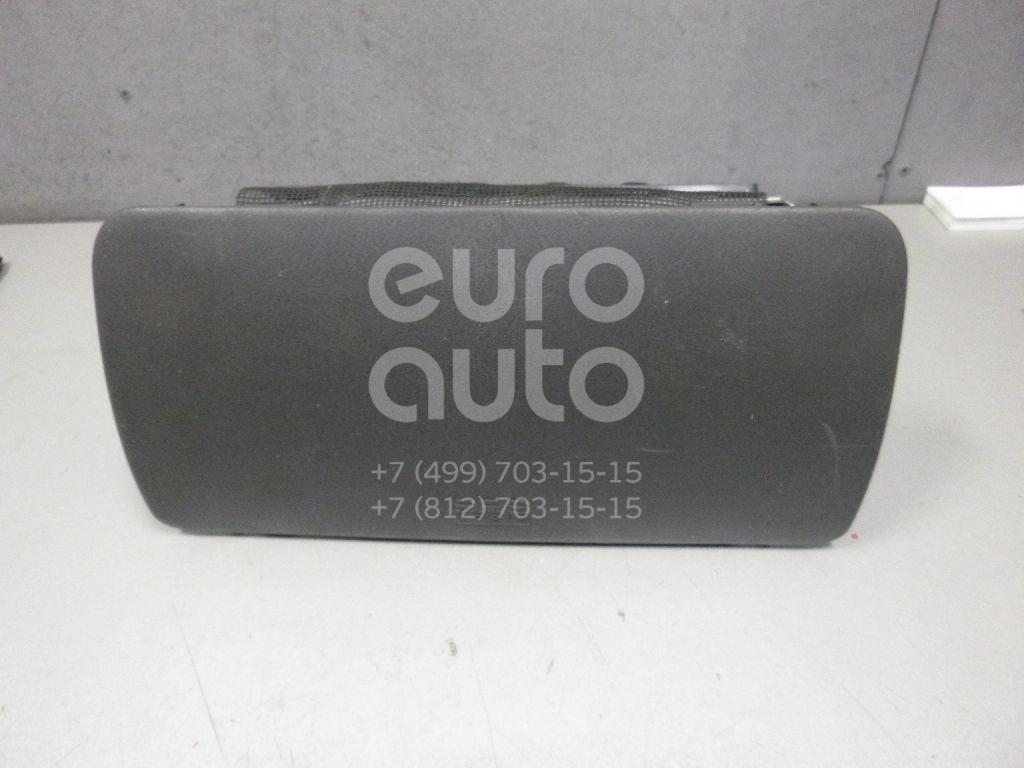 euro
auto
+7 (499) 703-15-15
+7 (812) 703-15-15